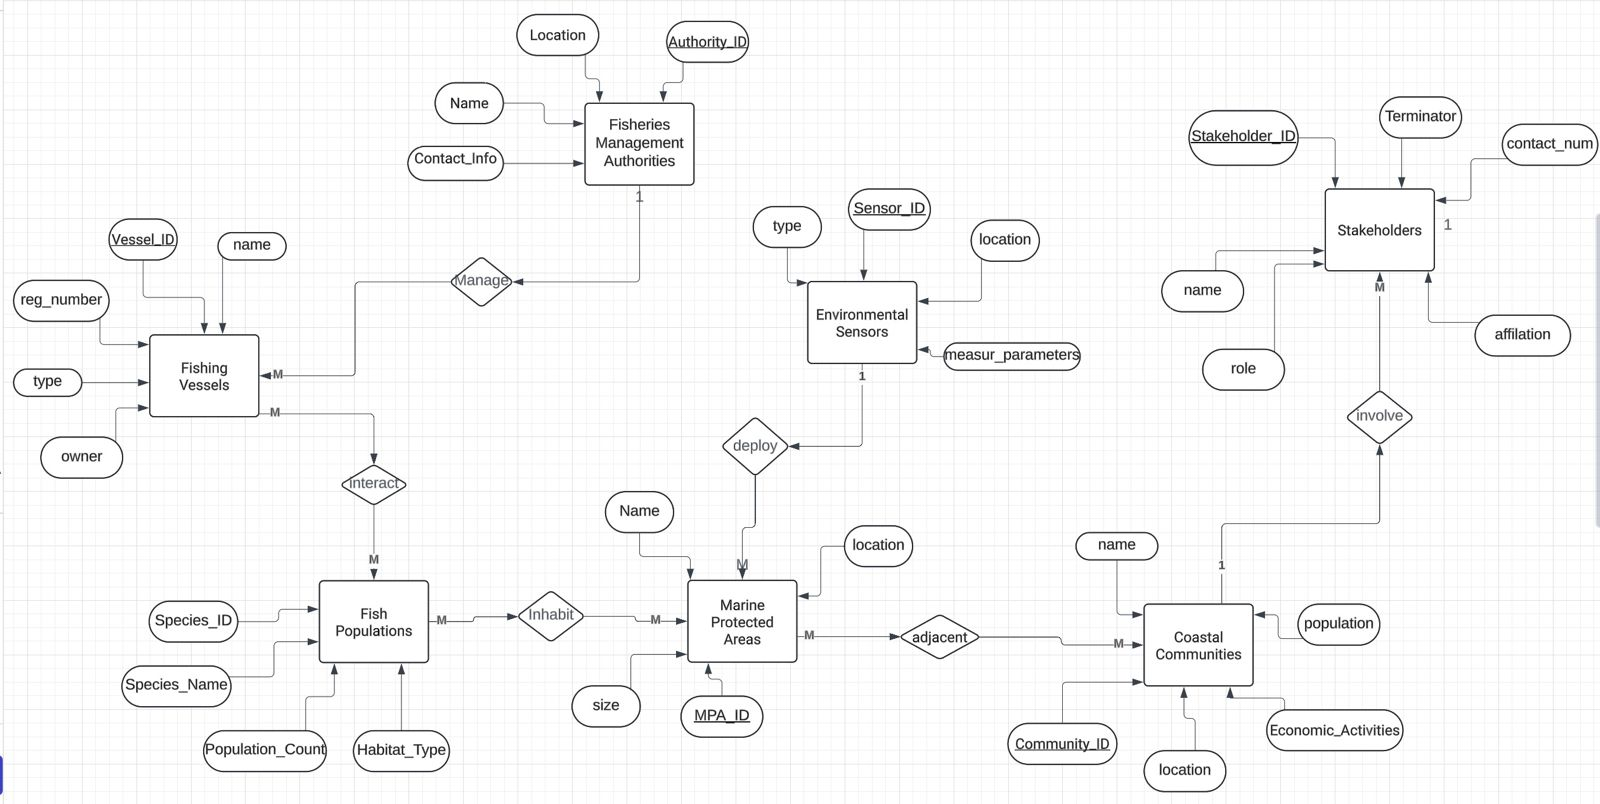 Location
Authority_ID
Name
Contact_Info
Fisheries
Management
Authorities
1
Manage
Vessel_ID
name
reg_number
type
owner
Fishing
Vessels
M
M
interact
M
Species_ID
Species_Name
Population_Count
Habitat_Type
Fish
Populations
M
Inhabit
M
type
Sensor_ID
location
measur_parameters
Environmental
Sensors
1
deploy
M
Name
location
size
MPA_ID
Marine
Protected
Areas
M
adjacent
M
name
population
Community_ID
location
Economic_Activities
Coastal
Communities
1
involve
M
Stakeholder_ID
Terminator
contact_num
name
role
affilation
Stakeholders
1